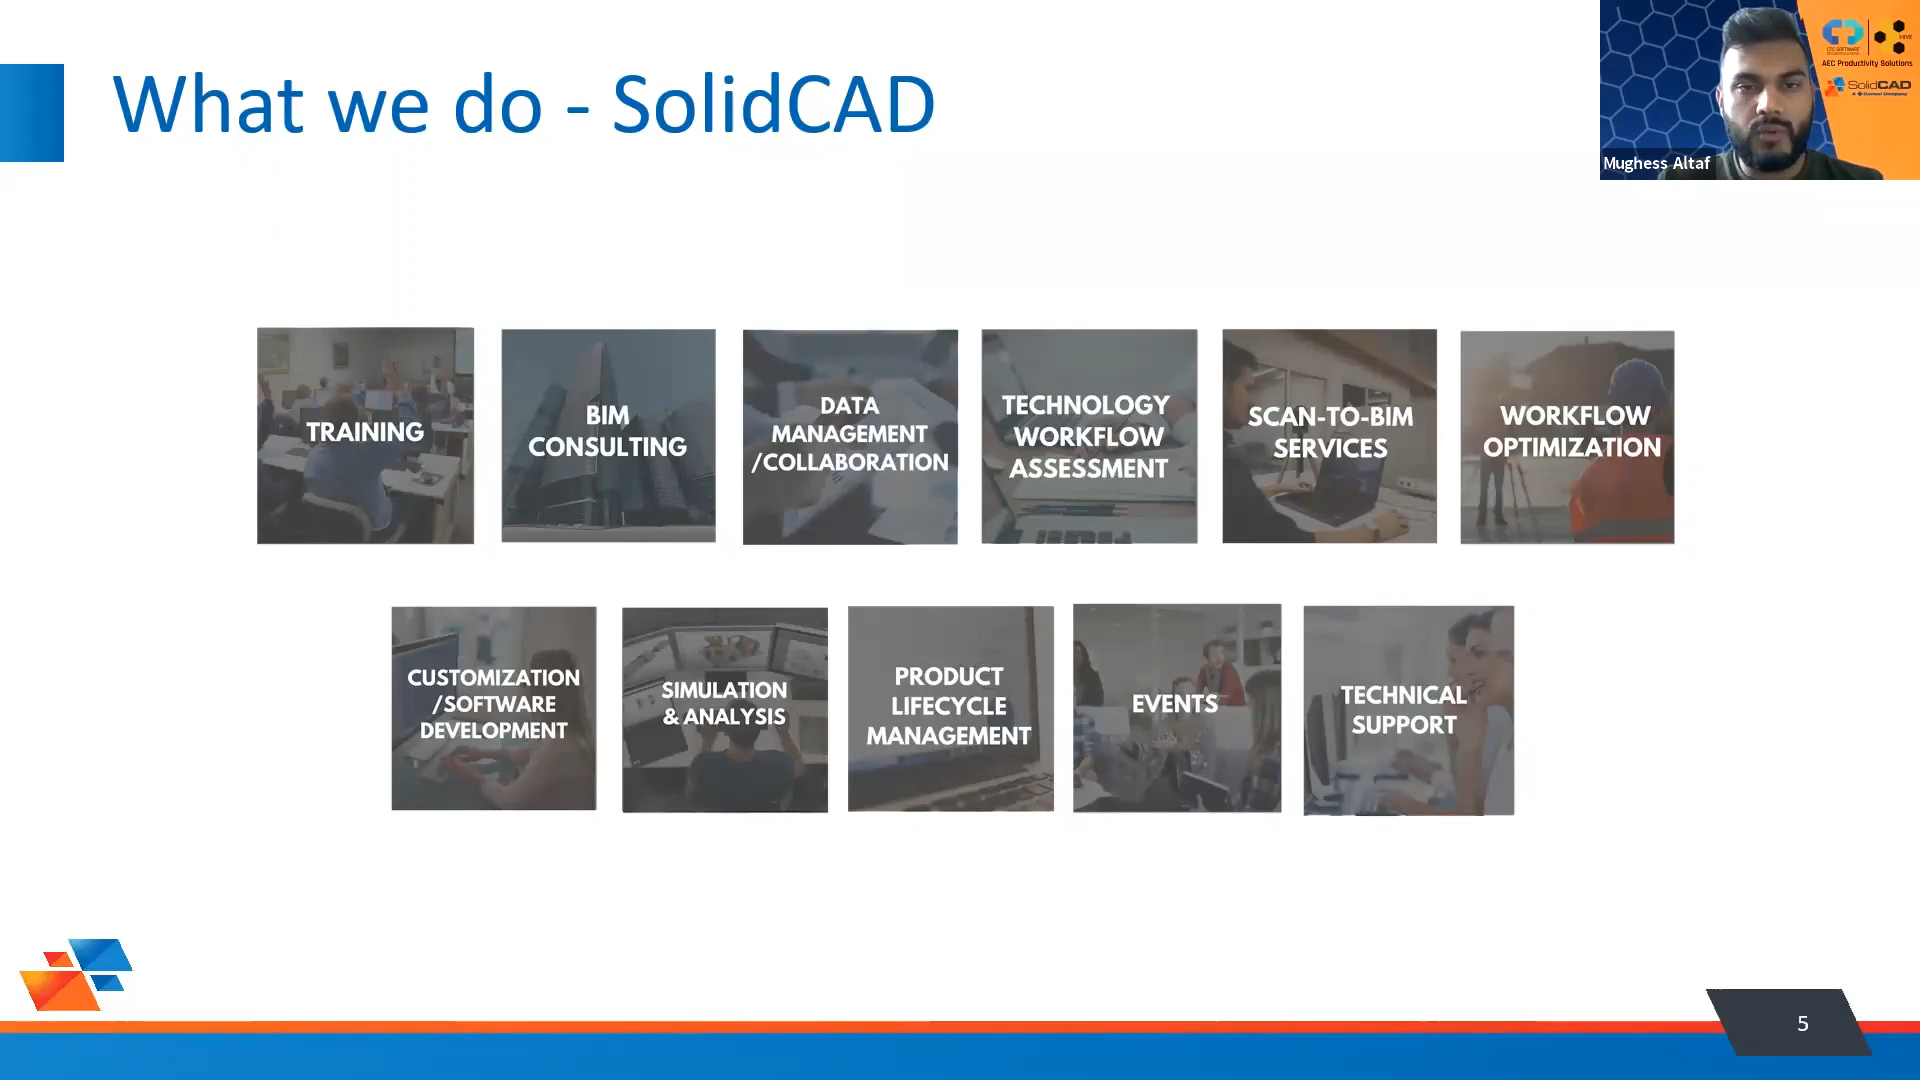 What we do - SolidCAD
AEC Productivity Solutions
SolidCAD
Mughess Altaf
TRAINING
BIM
CONSULTING
DATA
MANAGEMENT
/COLLABORATION
TECHNOLOGY
WORKFLOW
ASSESSMENT
SCAN-TO-BIM
SERVICES
WORKFLOW
OPTIMIZATION
CUSTOMIZATION
/SOFTWARE
DEVELOPMENT
SIMULATION
& ANALYSIS
PRODUCT
LIFECYCLE
MANAGEMENT
EVENTS
TECHNICAL
SUPPORT
5